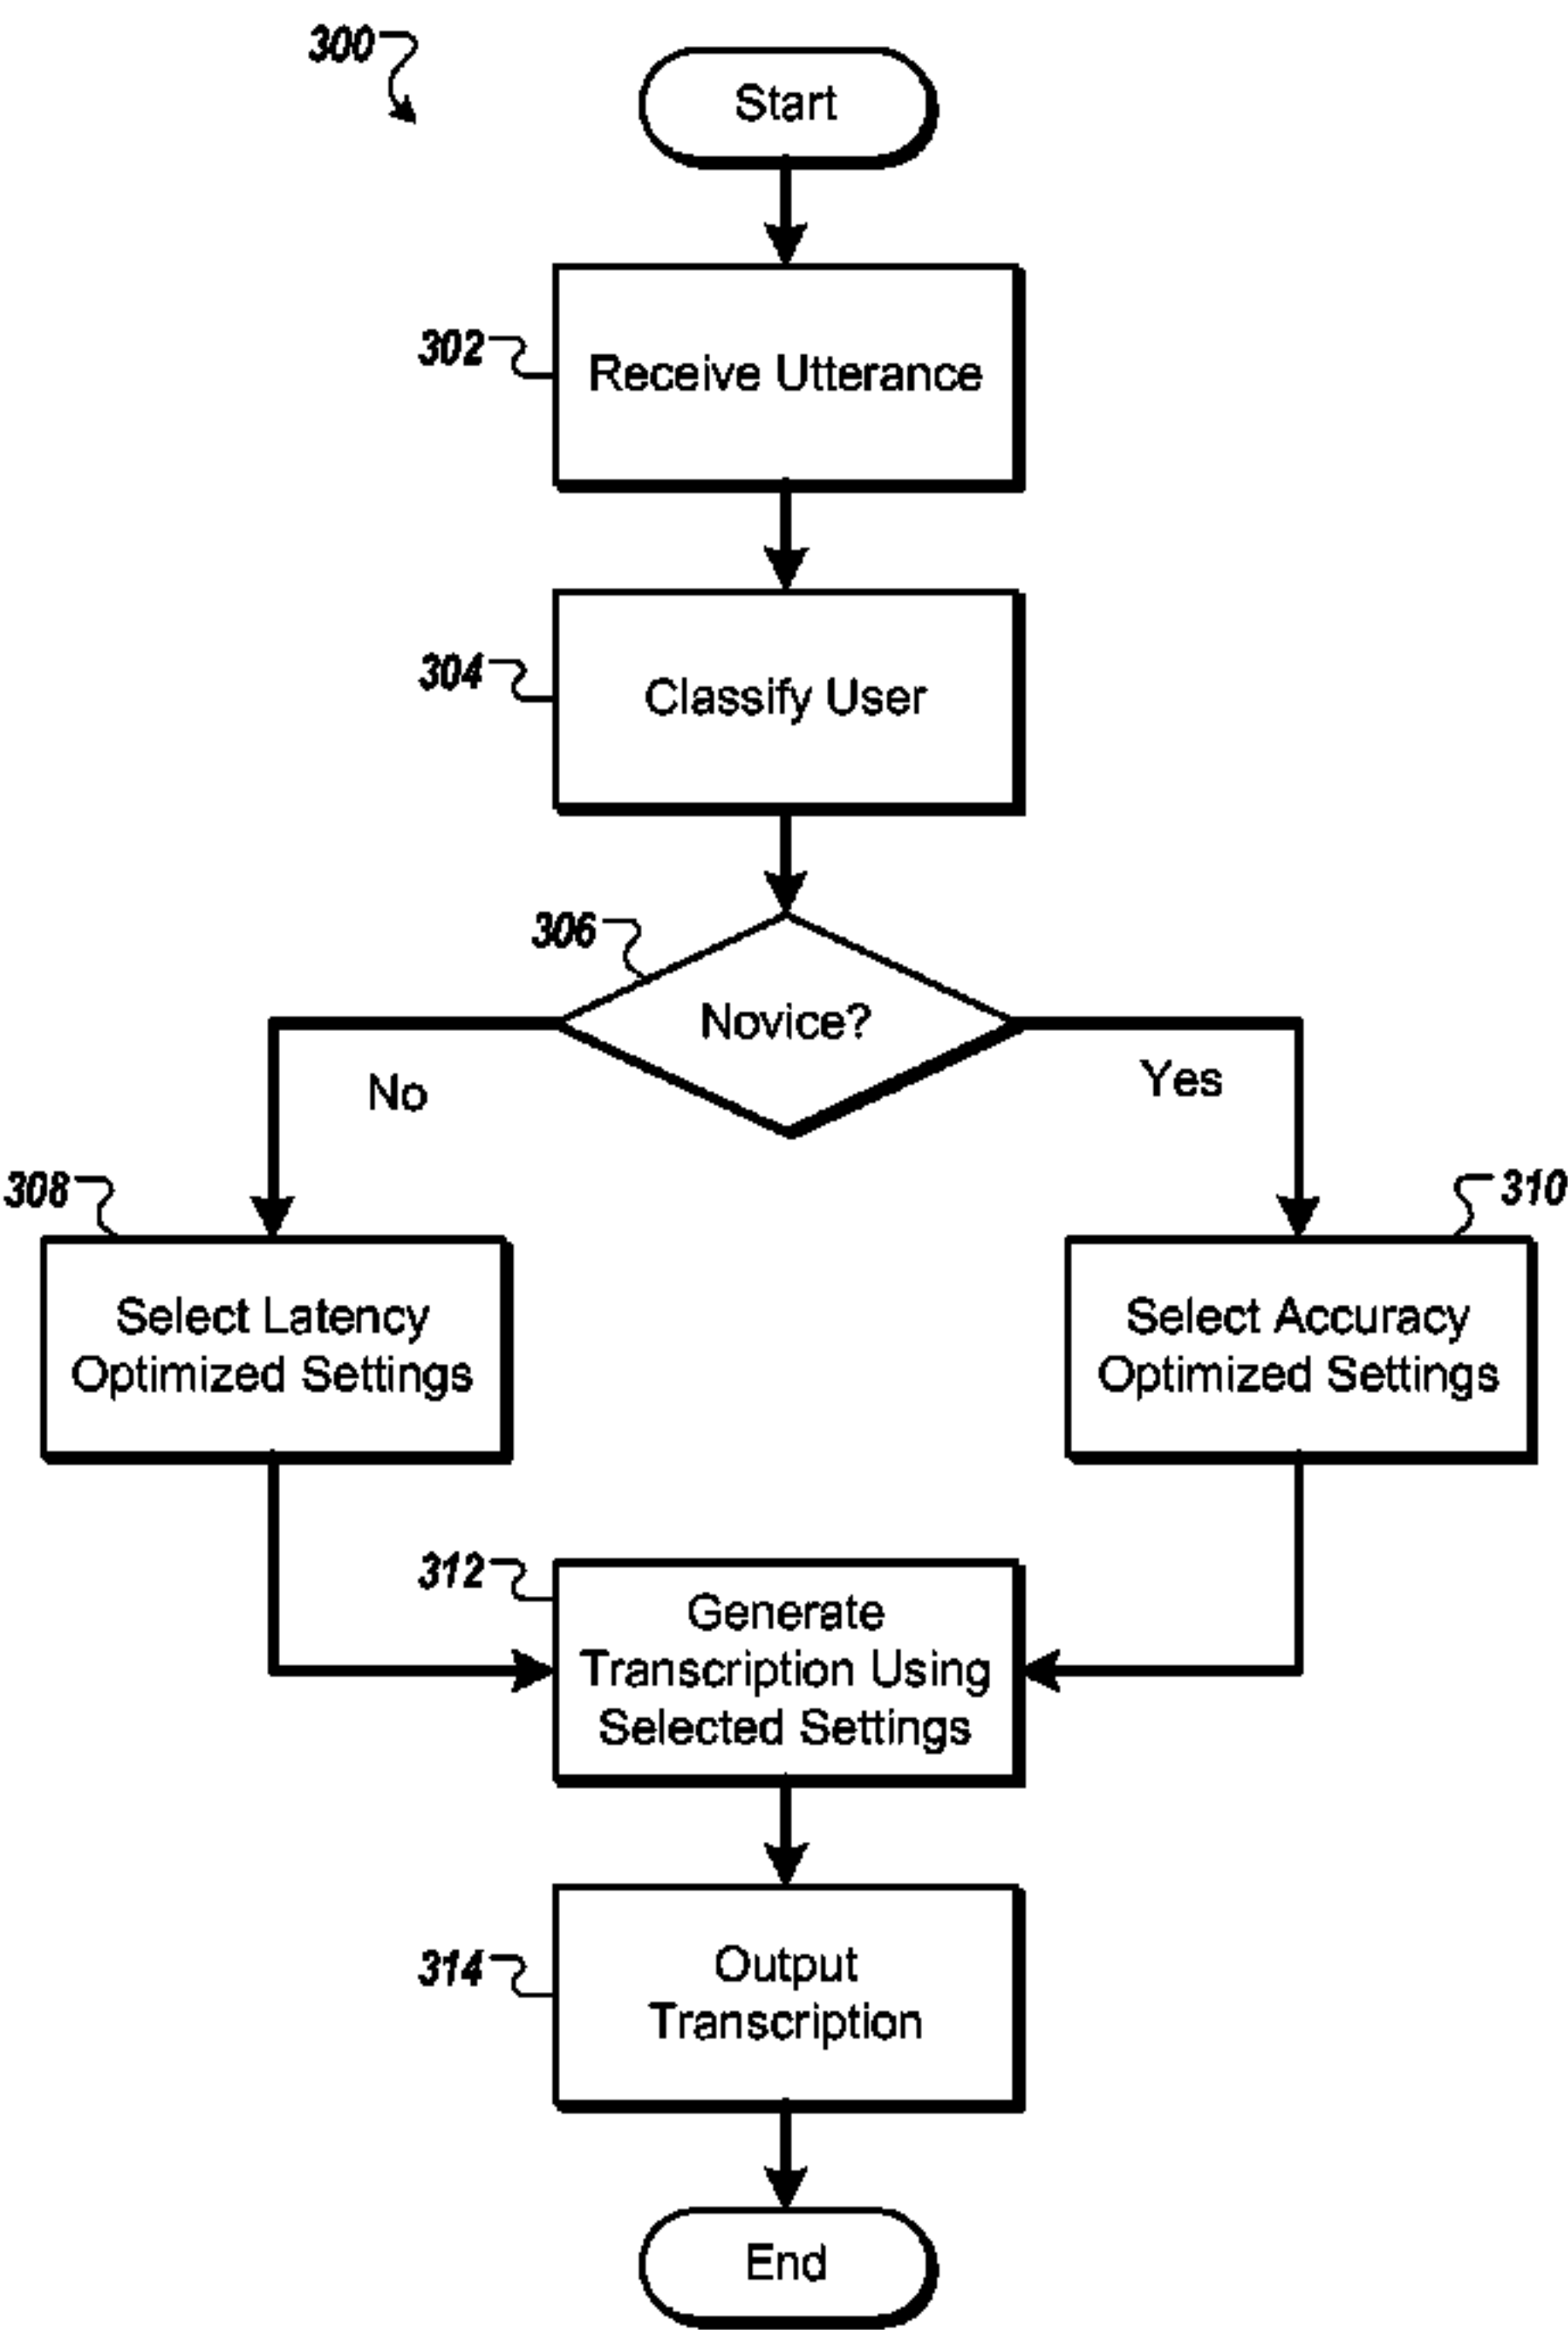 300
Start
302
Receive Utterance
304
Classify User
306
Novice?
No
Yes
308
Select Latency
Optimized Settings
310
Select Accuracy
Optimized Settings
312
Generate
Transcription Using
Selected Settings
314
Output
Transcription
End